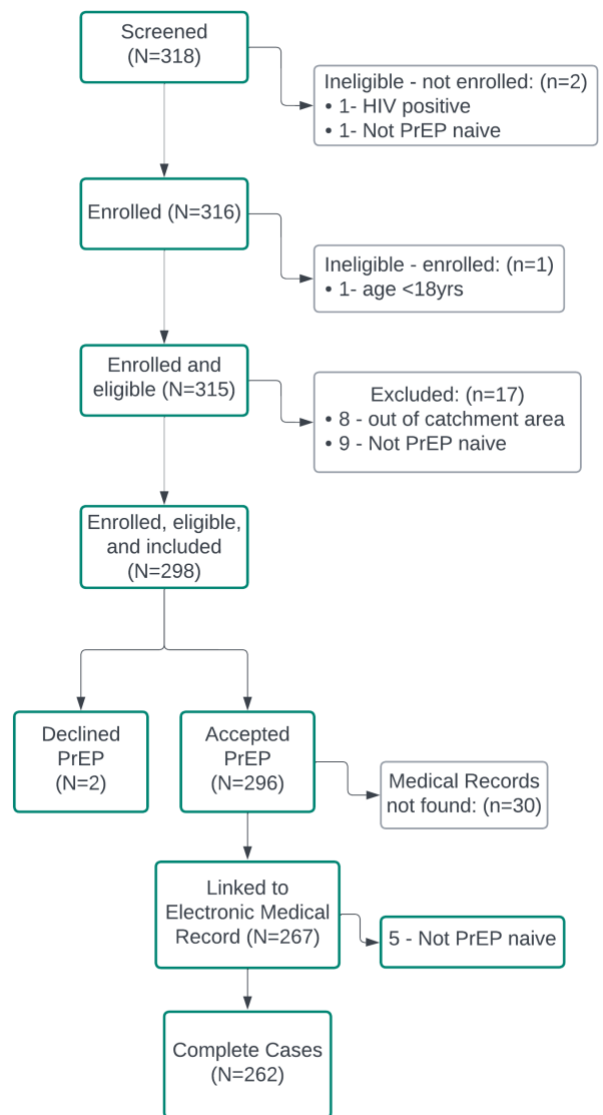 Screened
(N=318)
Ineligible - not enrolled: (n=2)
• 1- HIV positive
• 1- Not PrEP naive
Enrolled (N=316)
Ineligible - enrolled: (n=1)
• 1- age <18yrs
Enrolled and
eligible (N=315)
Excluded: (n=17)
• 8 - out of catchment area
• 9 - Not PrEP naive
Enrolled, eligible,
and included
(N=298)
Declined
PrEP
(N=2)
Accepted
PrEP
(N=296)
Medical Records
not found: (n=30)
Linked to
Electronic Medical
Record (N=267)
5 - Not PrEP naive
Complete Cases
(N=262)